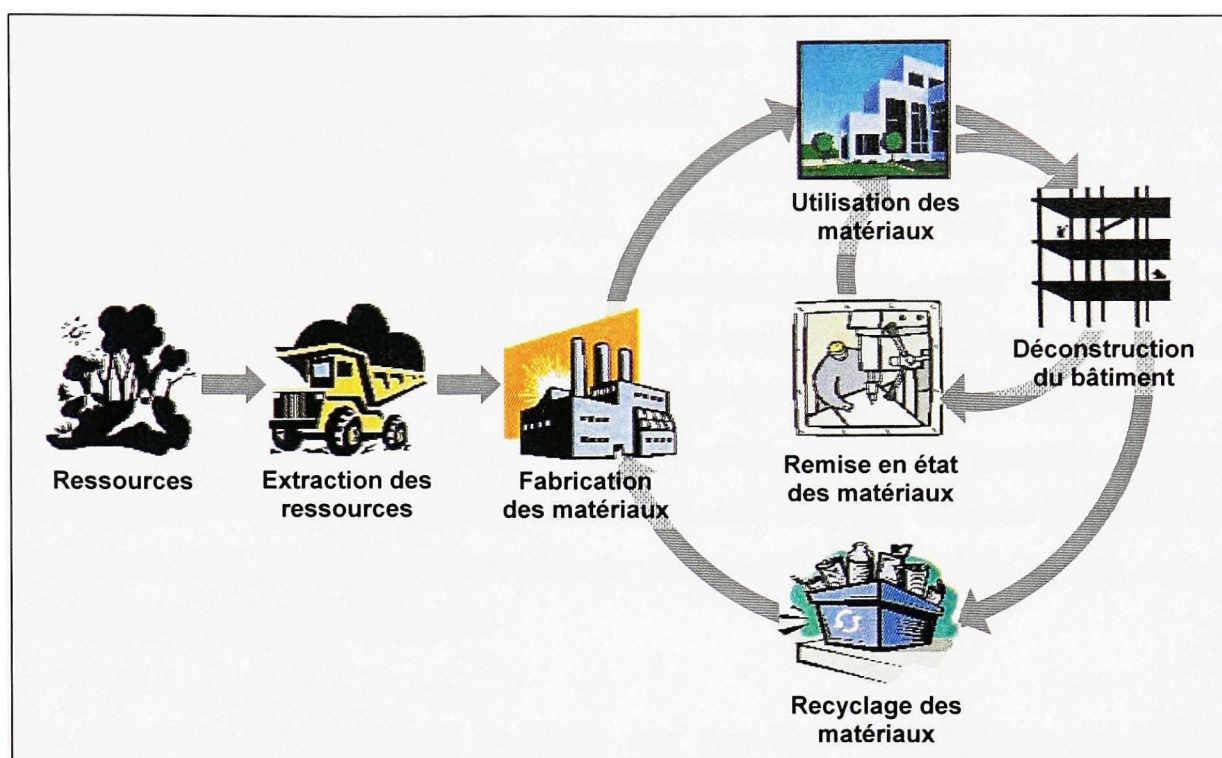 Utilisation des
matériaux
Déconstruction
du bâtiment
Ressources
Extraction des
ressources
Fabrication
des matériaux
Remise en état
des matériaux
Recyclage des
matériaux